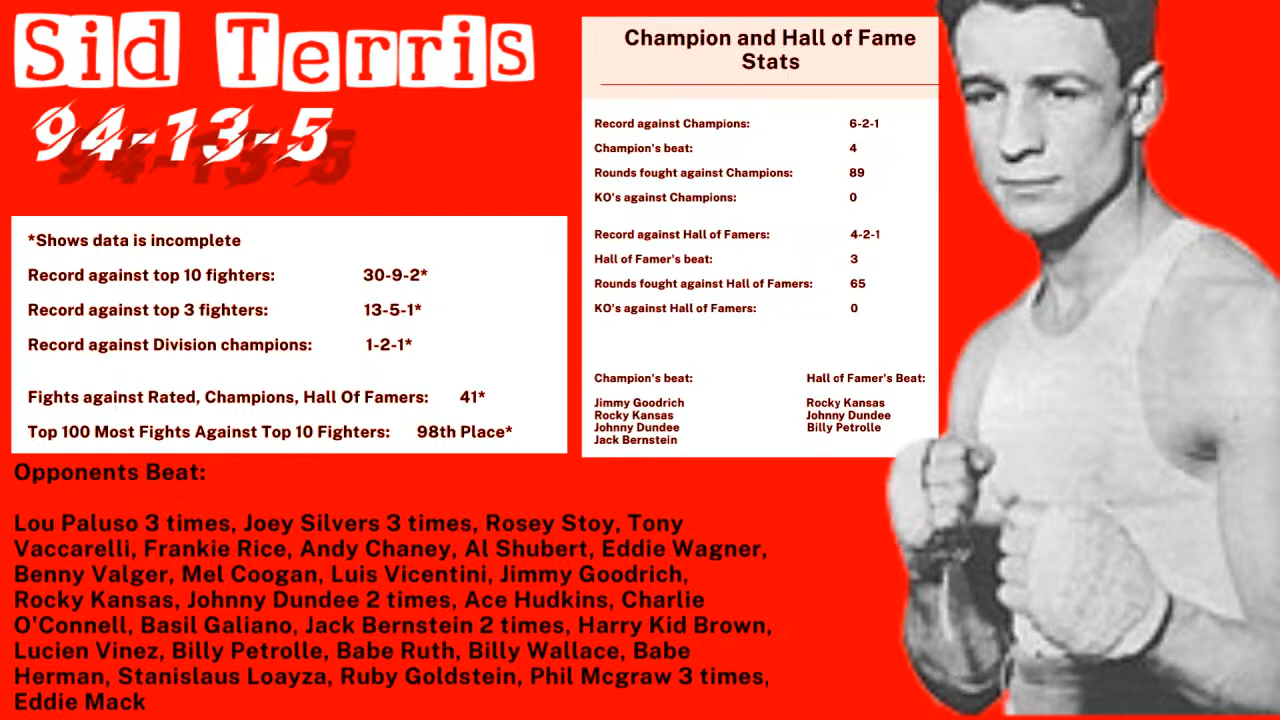 Sid Terris
94-13-5
*Shows data is incomplete
Record against top 10 fighters: 30-9-2*
Record against top 3 fighters: 13-5-1*
Record against Division champions: 1-2-1*
Fights against Rated, Champions, Hall Of Famers: 41*
Top 100 Most Fights Against Top 10 Fighters: 98th Place*
Champion and Hall of Fame
Stats
Record against Champions: 6-2-1
Champion's beat: 4
Rounds fought against Champions: 89
KO's against Champions: 0
Record against Hall of Famers: 4-2-1
Hall of Famer's beat: 3
Rounds fought against Hall of Famers: 65
KO's against Hall of Famers: 0
Champion's beat:
Jimmy Goodrich
Rocky Kansas
Johnny Dundee
Jack Bernstein
Hall of Famer's Beat:
Rocky Kansas
Johnny Dundee
Billy Petrolle
Opponents Beat:
Lou Paluso 3 times, Joey Silvers 3 times, Rosey Stoy, Tony
Vaccarelli, Frankie Rice, Andy Chaney, Al Shubert, Eddie Wagner,
Benny Valger, Mel Coogan, Luis Vicentini, Jimmy Goodrich,
Rocky Kansas, Johnny Dundee 2 times, Ace Hudkins, Charlie
O'Connell, Basil Galiano, Jack Bernstein 2 times, Harry Kid Brown,
Lucien Vinez, Billy Petrolle, Babe Ruth, Billy Wallace, Babe
Herman, Stanislaus Loayza, Ruby Goldstein, Phil Mcgraw 3 times,
Eddie Mack